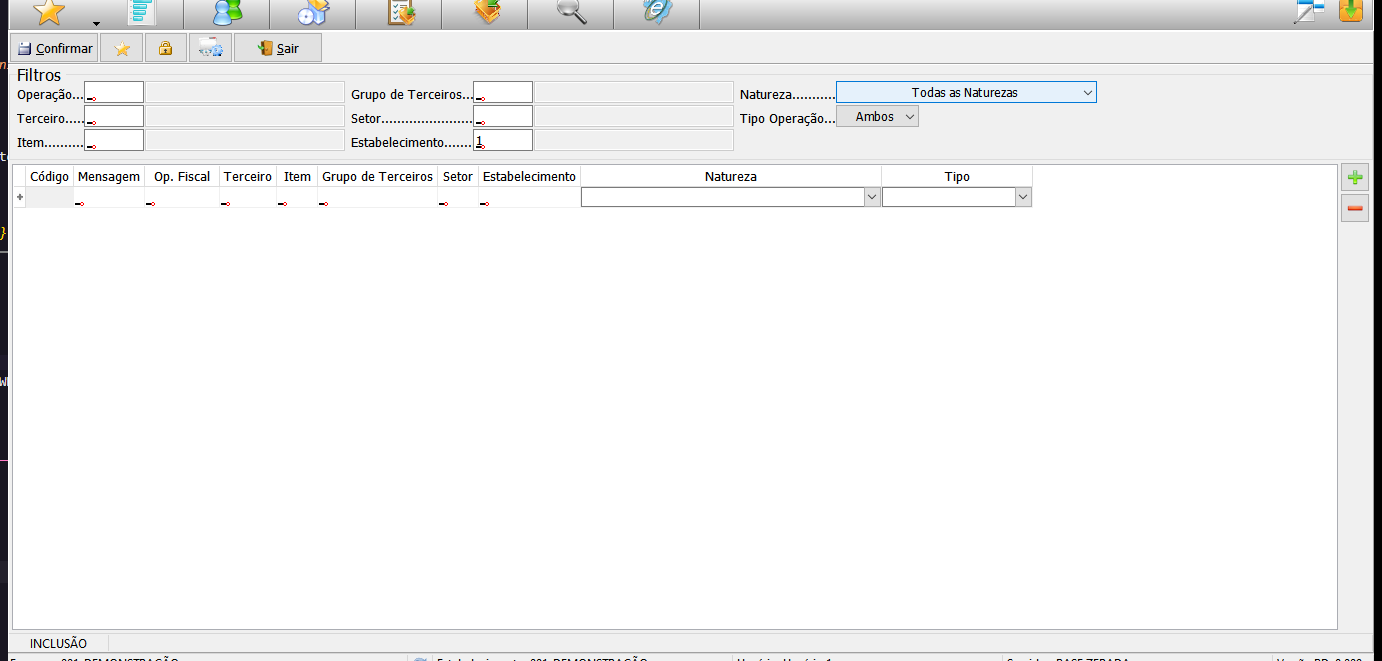 Confirmar Sair
Filtros
Operação... Grupo de Terceiros... Natureza........... Todas as Naturezas
Terceiro..... Setor....................... Tipo Operação... Ambos
Item.......... Estabelecimento....... 1
Código Mensagem Op. Fiscal Terceiro Item Grupo de Terceiros Setor Estabelecimento Natureza Tipo
INCLUSÃO